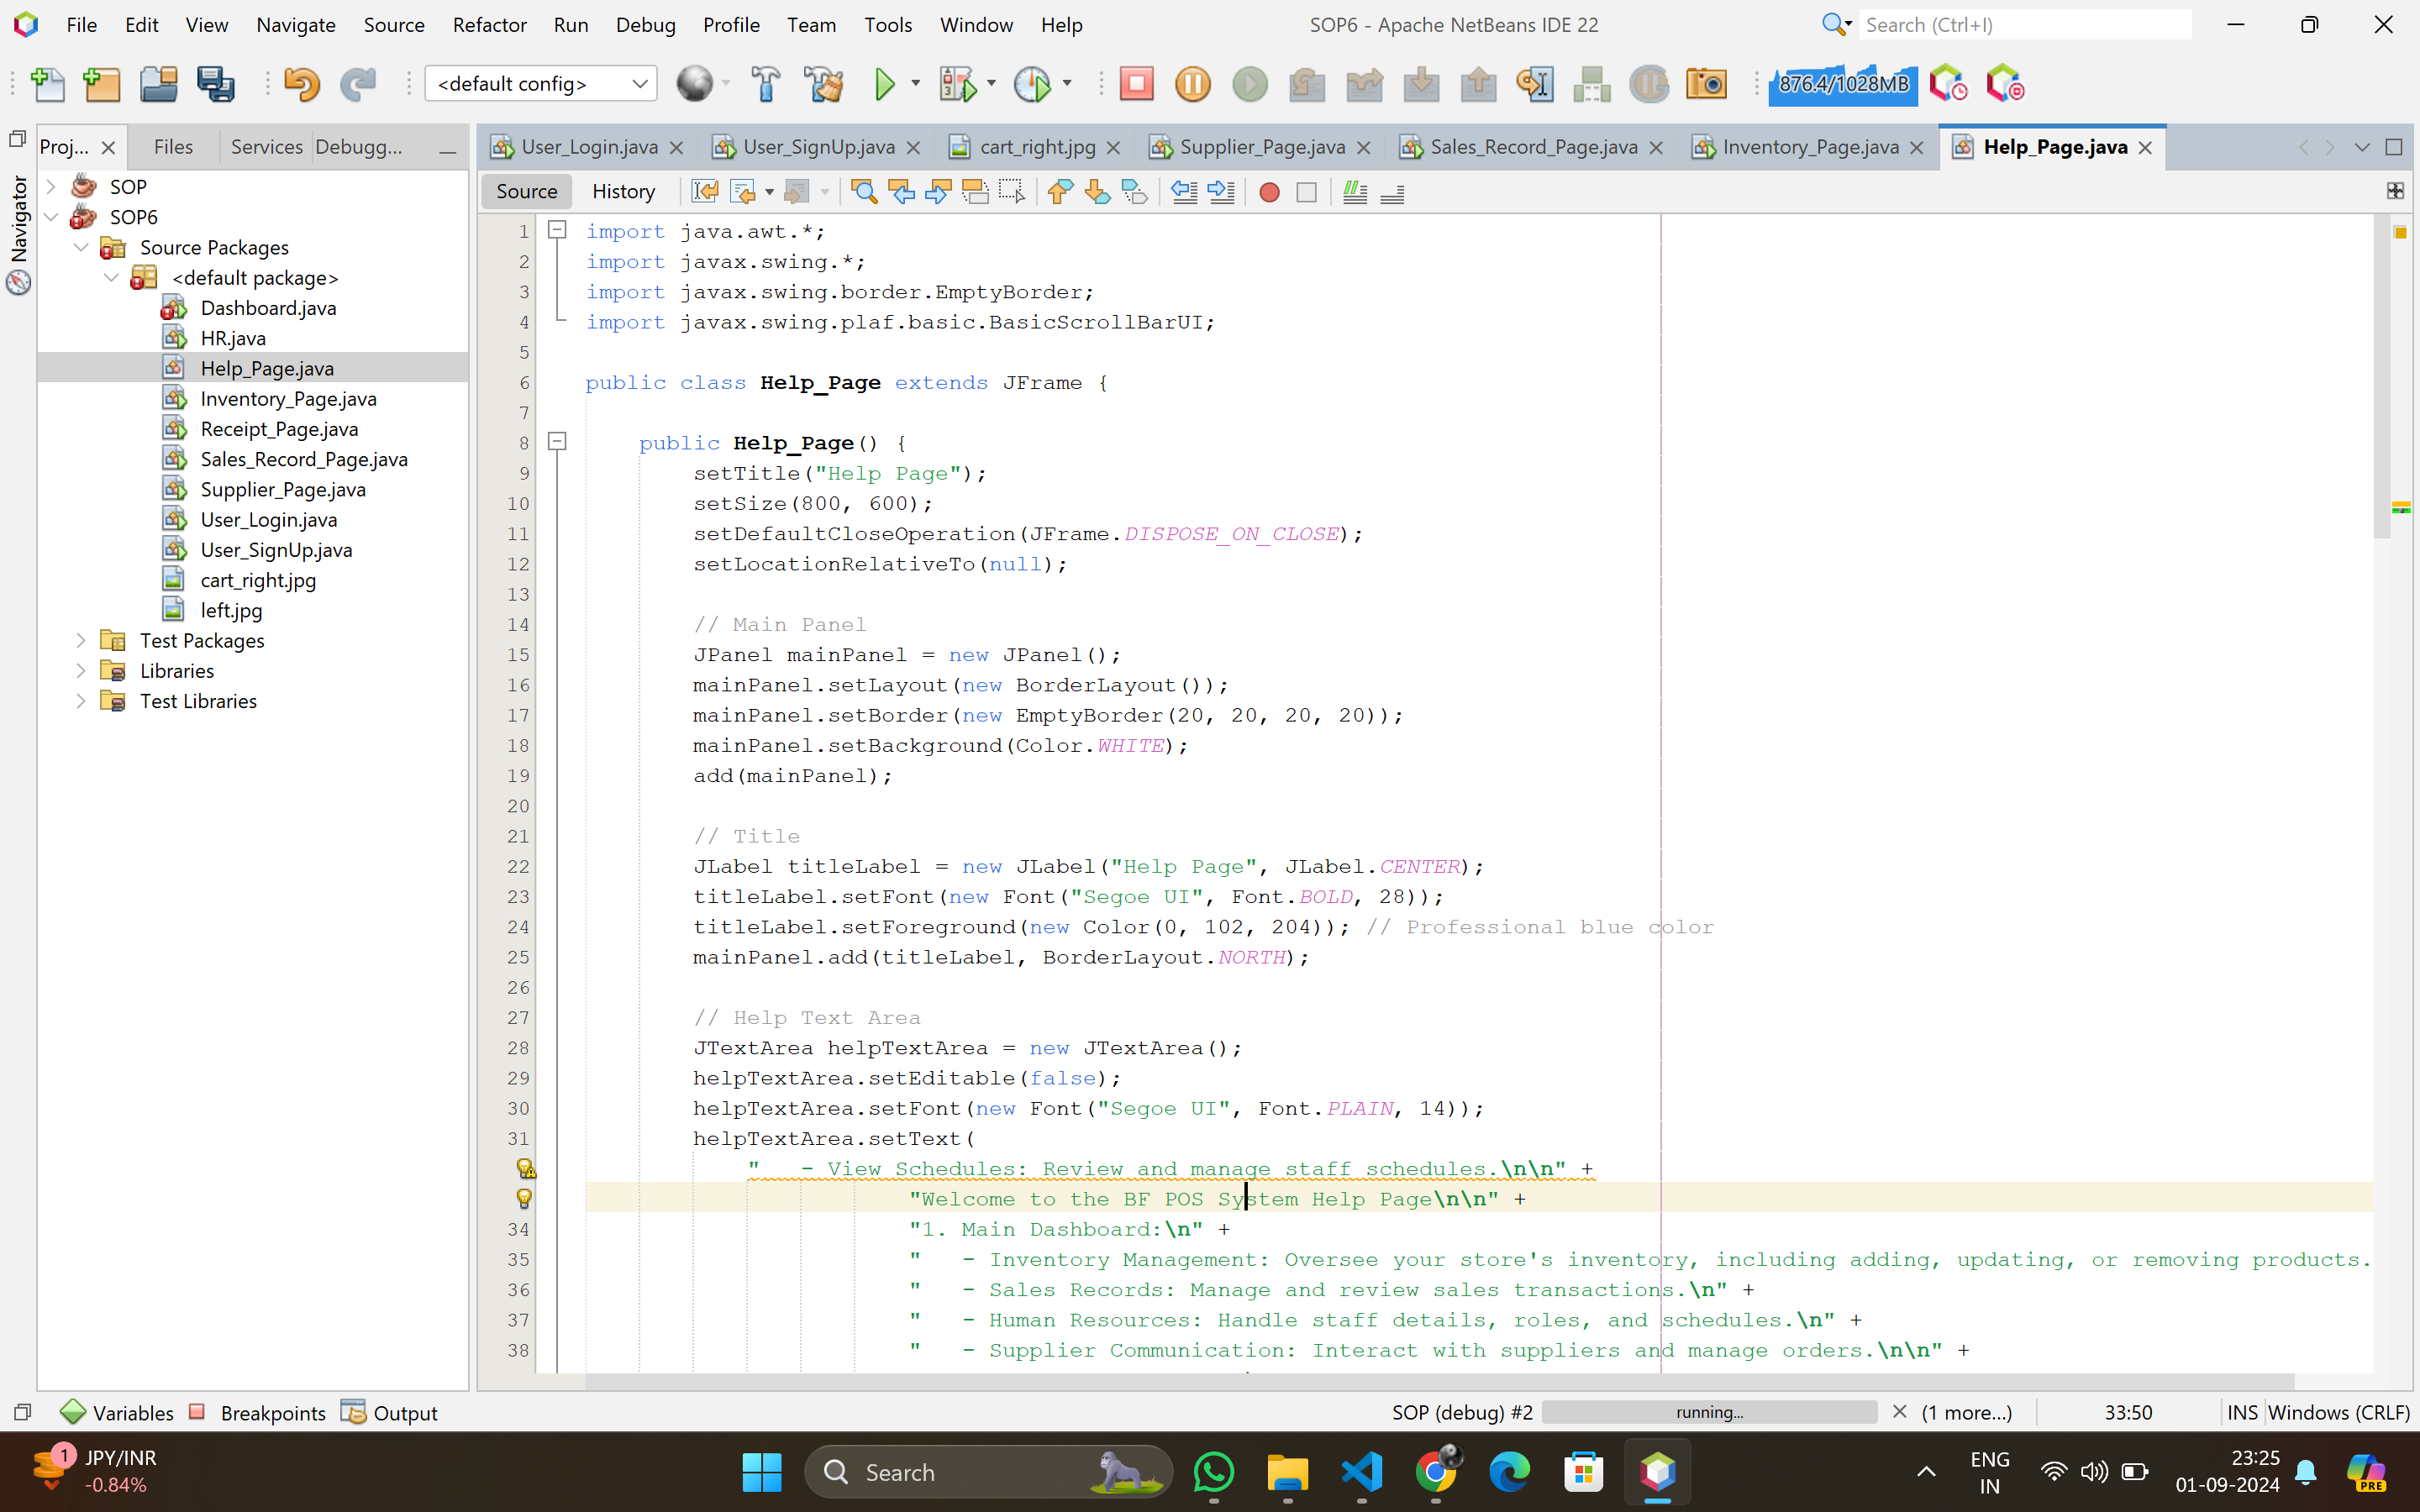 File Edit View Navigate Source Refactor Run Debug Profile Team Tools Window Help
SOP6 - Apache NetBeans IDE 22
Search (Ctrl+I)
<default config>
876.4/1028MB
Proj... Files Services Debugg...
Navigator
SOP
SOP6
Source Packages
<default package>
Dashboard.java
HR.java
Help_Page.java
Inventory_Page.java
Receipt_Page.java
Sales_Record_Page.java
Supplier_Page.java
User_Login.java
User_SignUp.java
cart_right.jpg
left.jpg
Test Packages
Libraries
Test Libraries
User_Login.java User_SignUp.java cart_right.jpg Supplier_Page.java Sales_Record_Page.java Inventory_Page.java Help_Page.java
Source History
1 import java.awt.*;
2 import javax.swing.*;
3 import javax.swing.border.EmptyBorder;
4 import javax.swing.plaf.basic.BasicScrollBarUI;
5
6 public class Help_Page extends JFrame {
7
8 public Help_Page() {
9 setTitle("Help Page");
10 setSize(800, 600);
11 setDefaultCloseOperation(JFrame.DISPOSE_ON_CLOSE);
12 setLocationRelativeTo(null);
13
14 // Main Panel
15 JPanel mainPanel = new JPanel();
16 mainPanel.setLayout(new BorderLayout());
17 mainPanel.setBorder(new EmptyBorder(20, 20, 20, 20));
18 mainPanel.setBackground(Color.WHITE);
19 add(mainPanel);
20
21 // Title
22 JLabel titleLabel = new JLabel("Help Page", JLabel.CENTER);
23 titleLabel.setFont(new Font("Segoe UI", Font.BOLD, 28));
24 titleLabel.setForeground(new Color(0, 102, 204)); // Professional blue color
25 mainPanel.add(titleLabel, BorderLayout.NORTH);
26
27 // Help Text Area
28 JTextArea helpTextArea = new JTextArea();
29 helpTextArea.setEditable(false);
30 helpTextArea.setFont(new Font("Segoe UI", Font.PLAIN, 14));
31 helpTextArea.setText(
"   - View Schedules: Review and manage staff schedules.\n\n" +
"Welcome to the BF POS System Help Page\n\n" +
34 "1. Main Dashboard:\n" +
35 "   - Inventory Management: Oversee your store's inventory, including adding, updating, or removing products.
36 "   - Sales Records: Manage and review sales transactions.\n" +
37 "   - Human Resources: Handle staff details, roles, and schedules.\n" +
38 "   - Supplier Communication: Interact with suppliers and manage orders.\n\n" +
Variables Breakpoints Output
SOP (debug) #2 running... (1 more...) 33:50 INS Windows (CRLF)
1
JPY/INR
-0.84%
Search
ENG
IN
23:25
01-09-2024
PRE